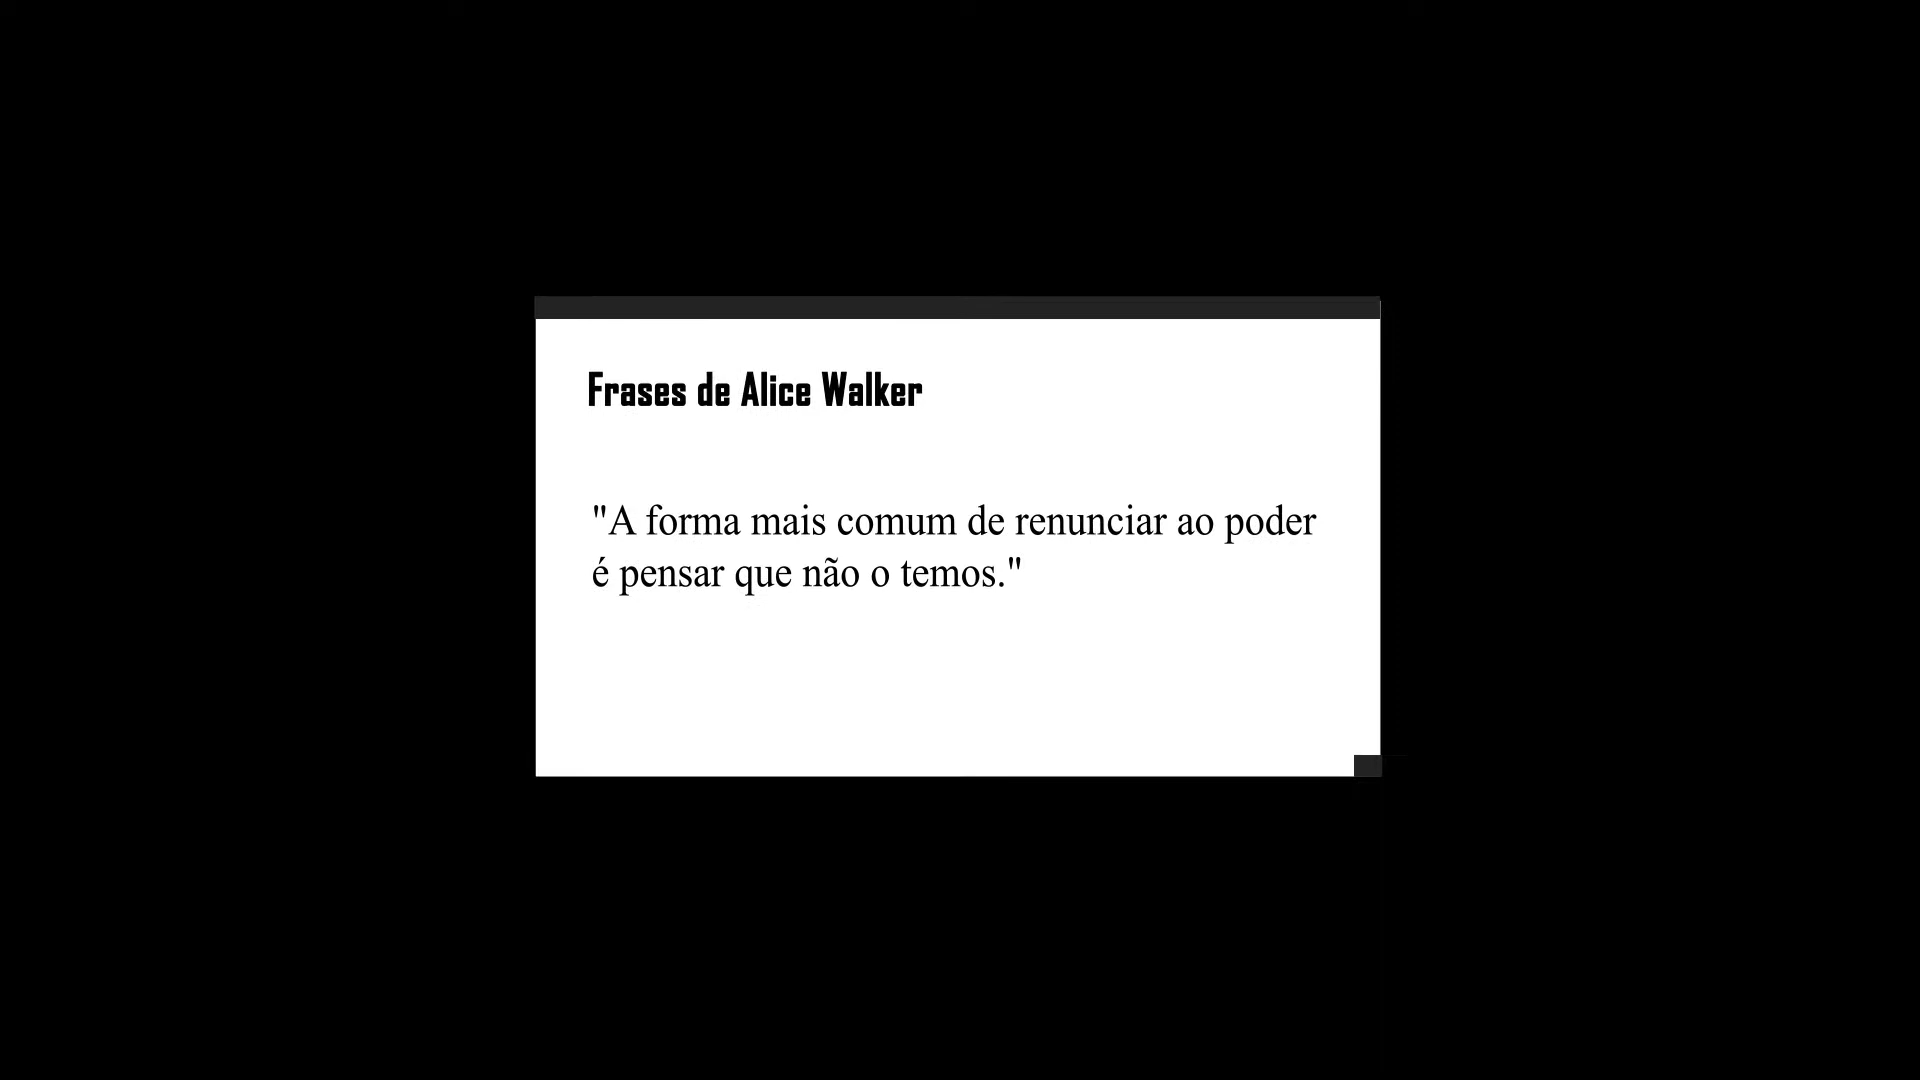 Frases de Alice Walker
"A forma mais comum de renunciar ao poder
é pensar que não o temos."